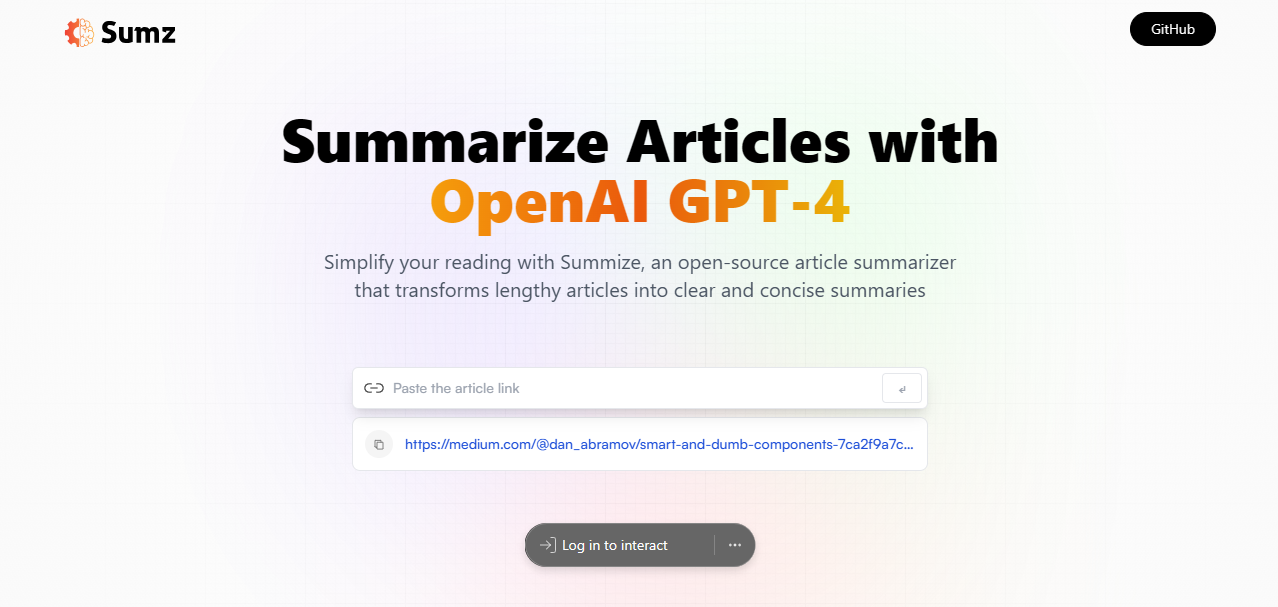 Sumz
GitHub
Summarize Articles with
OpenAI GPT-4
Simplify your reading with Summize, an open-source article summarizer
that transforms lengthy articles into clear and concise summaries
Paste the article link
https://medium.com/@dan_abramov/smart-and-dumb-components-7ca2f9a7c...
Log in to interact